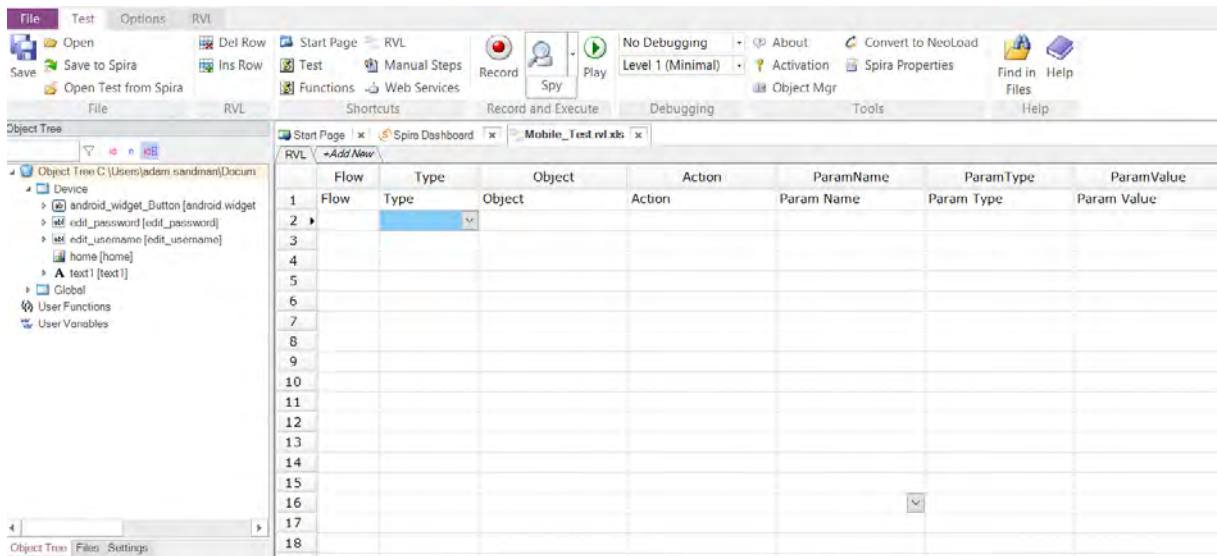 File Test Options RVL
Open Del Row Start Page RVL No Debugging About Convert to NeoLoad
Save Save to Spira Ins Row Test Manual Steps Record Spy Play Level 1 (Minimal) Activation Spira Properties Find in Files Help
Open Test from Spira Functions Web Services Object Mgr
File RVL Shortcuts Record and Execute Debugging Tools Help
Object Tree
Start Page x Spira Dashboard x Mobile_Test.rvl.xls x
RVL +Add New
Object Tree C:\Users\adam.sandman\Docum
Device
android_widget_Button [android.widget
edit_password [edit_password]
edit_username [edit_username]
home [home]
text1 [text1]
Global
User Functions
User Variables
Flow Type Object Action ParamName ParamType ParamValue
1 Flow Type Object Action Param Name Param Type Param Value
2
3
4
5
6
7
8
9
10
11
12
13
14
15
16
17
18
Object Tree Files Settings